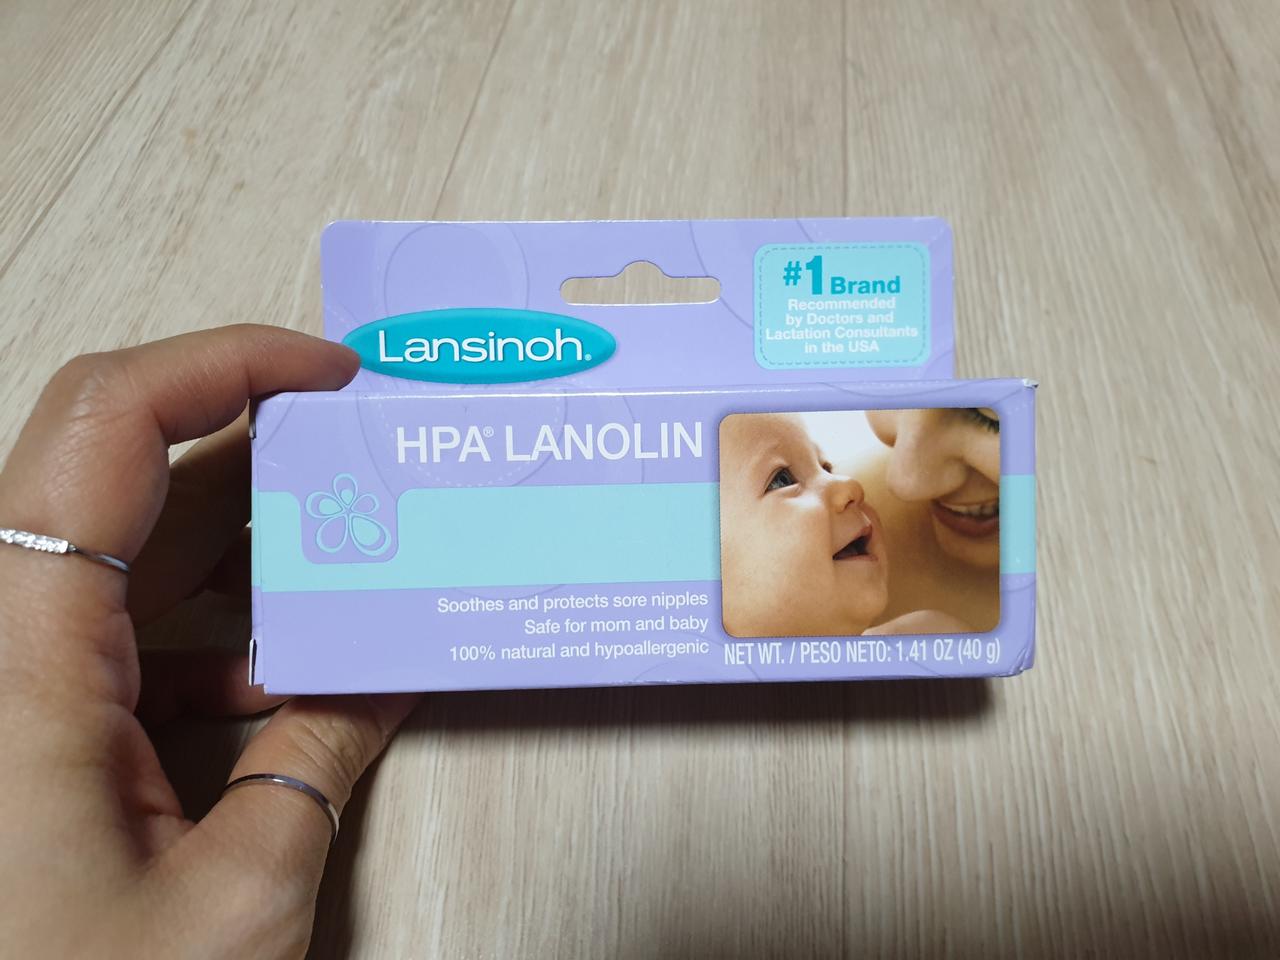 #1 Brand
Recommended
by Doctors and
Lactation Consultants
in the USA
Lansinoh®
HPA® LANOLIN
Soothes and protects sore nipples
Safe for mom and baby
100% natural and hypoallergenic
NET WT. / PESO NETO: 1.41 OZ (40 g)